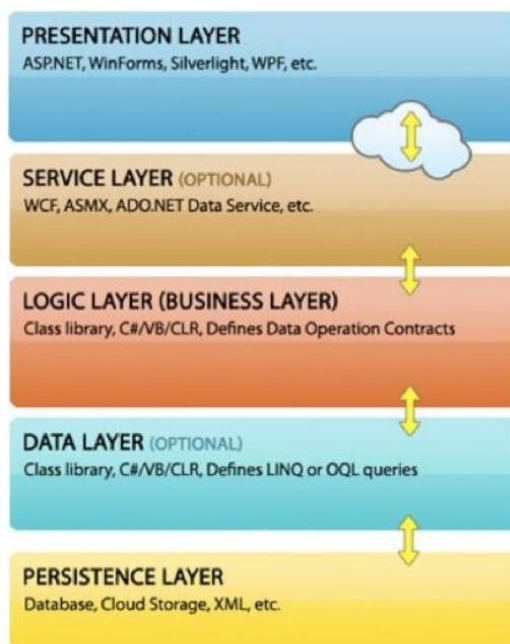 PRESENTATION LAYER
ASP.NET, WinForms, Silverlight, WPF, etc.
SERVICE LAYER (OPTIONAL)
WCF, ASMX, ADO.NET Data Service, etc.
LOGIC LAYER (BUSINESS LAYER)
Class library, C#/VB/CLR, Defines Data Operation Contracts
DATA LAYER (OPTIONAL)
Class library, C#/VB/CLR, Defines LINQ or OQL queries
PERSISTENCE LAYER
Database, Cloud Storage, XML, etc.